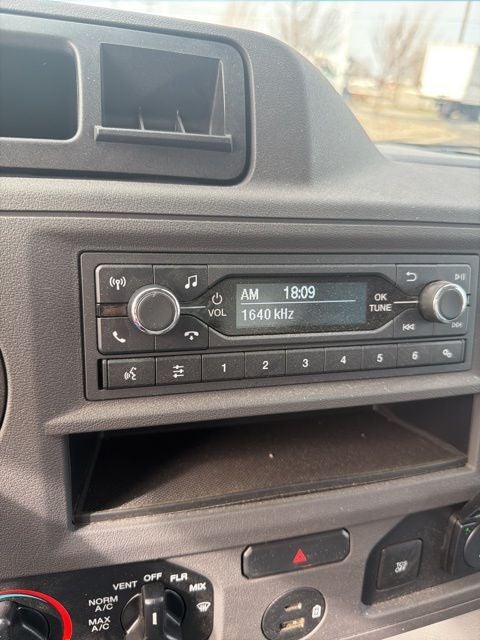 AM 18:09
1640 kHz
VOL
OK
TUNE
1 2 3 4 5 6
VENT OFF FLR MIX
NORM
A/C
MAX
A/C